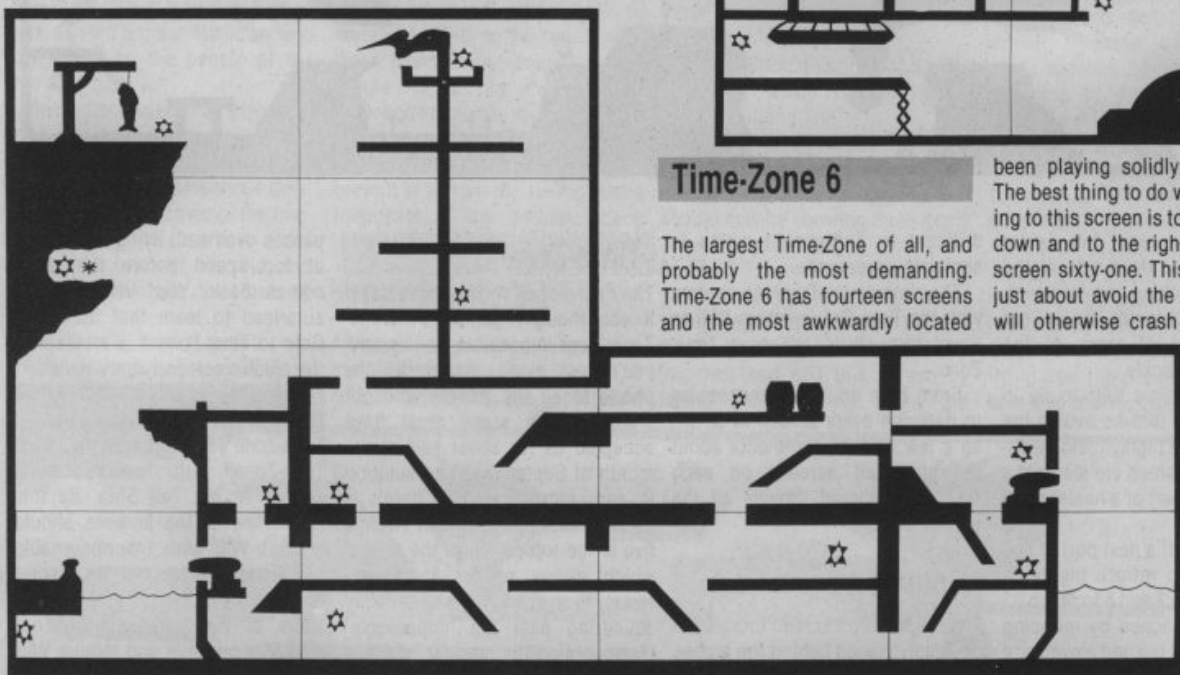 Time-Zone 6
The largest Time-Zone of all, and
probably the most demanding.
Time-Zone 6 has fourteen screens
and the most awkwardly located
been playing solidly
The best thing to do w
ing to this screen is to
down and to the righ
screen sixty-one. This
just about avoid the
will otherwise crash